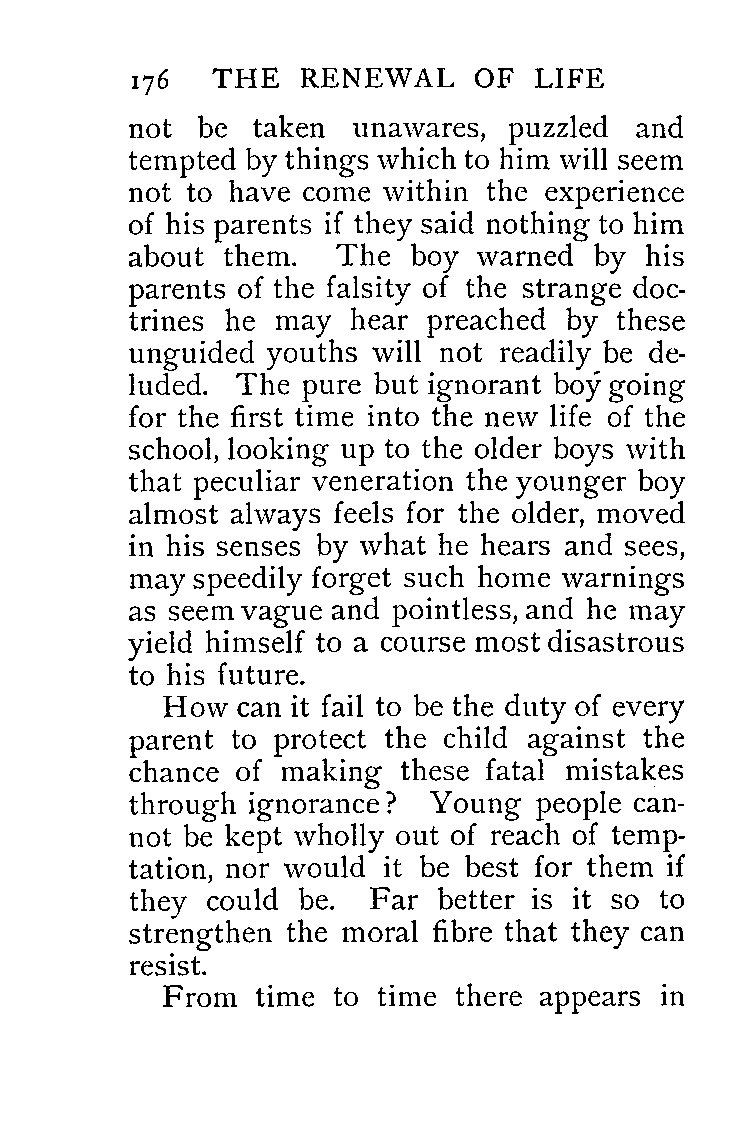 176 THE RENEWAL OF LIFE
not be taken unawares, puzzled and
tempted by things which to him will seem
not to have come within the experience
of his parents if they said nothing to him
about them. The boy warned by his
parents of the falsity of the strange doc-
trines he may hear preached by these
unguided youths will not readily be de-
luded. The pure but ignorant boy going
for the first time into the new life of the
school, looking up to the older boys with
that peculiar veneration the younger boy
almost always feels for the older, moved
in his senses by what he hears and sees,
may speedily forget such home warnings
as seem vague and pointless, and he may
yield himself to a course most disastrous
to his future.
How can it fail to be the duty of every
parent to protect the child against the
chance of making these fatal mistakes
through ignorance? Young people can-
not be kept wholly out of reach of temp-
tation, nor would it be best for them if
they could be. Far better is it so to
strengthen the moral fibre that they can
resist.
From time to time there appears in